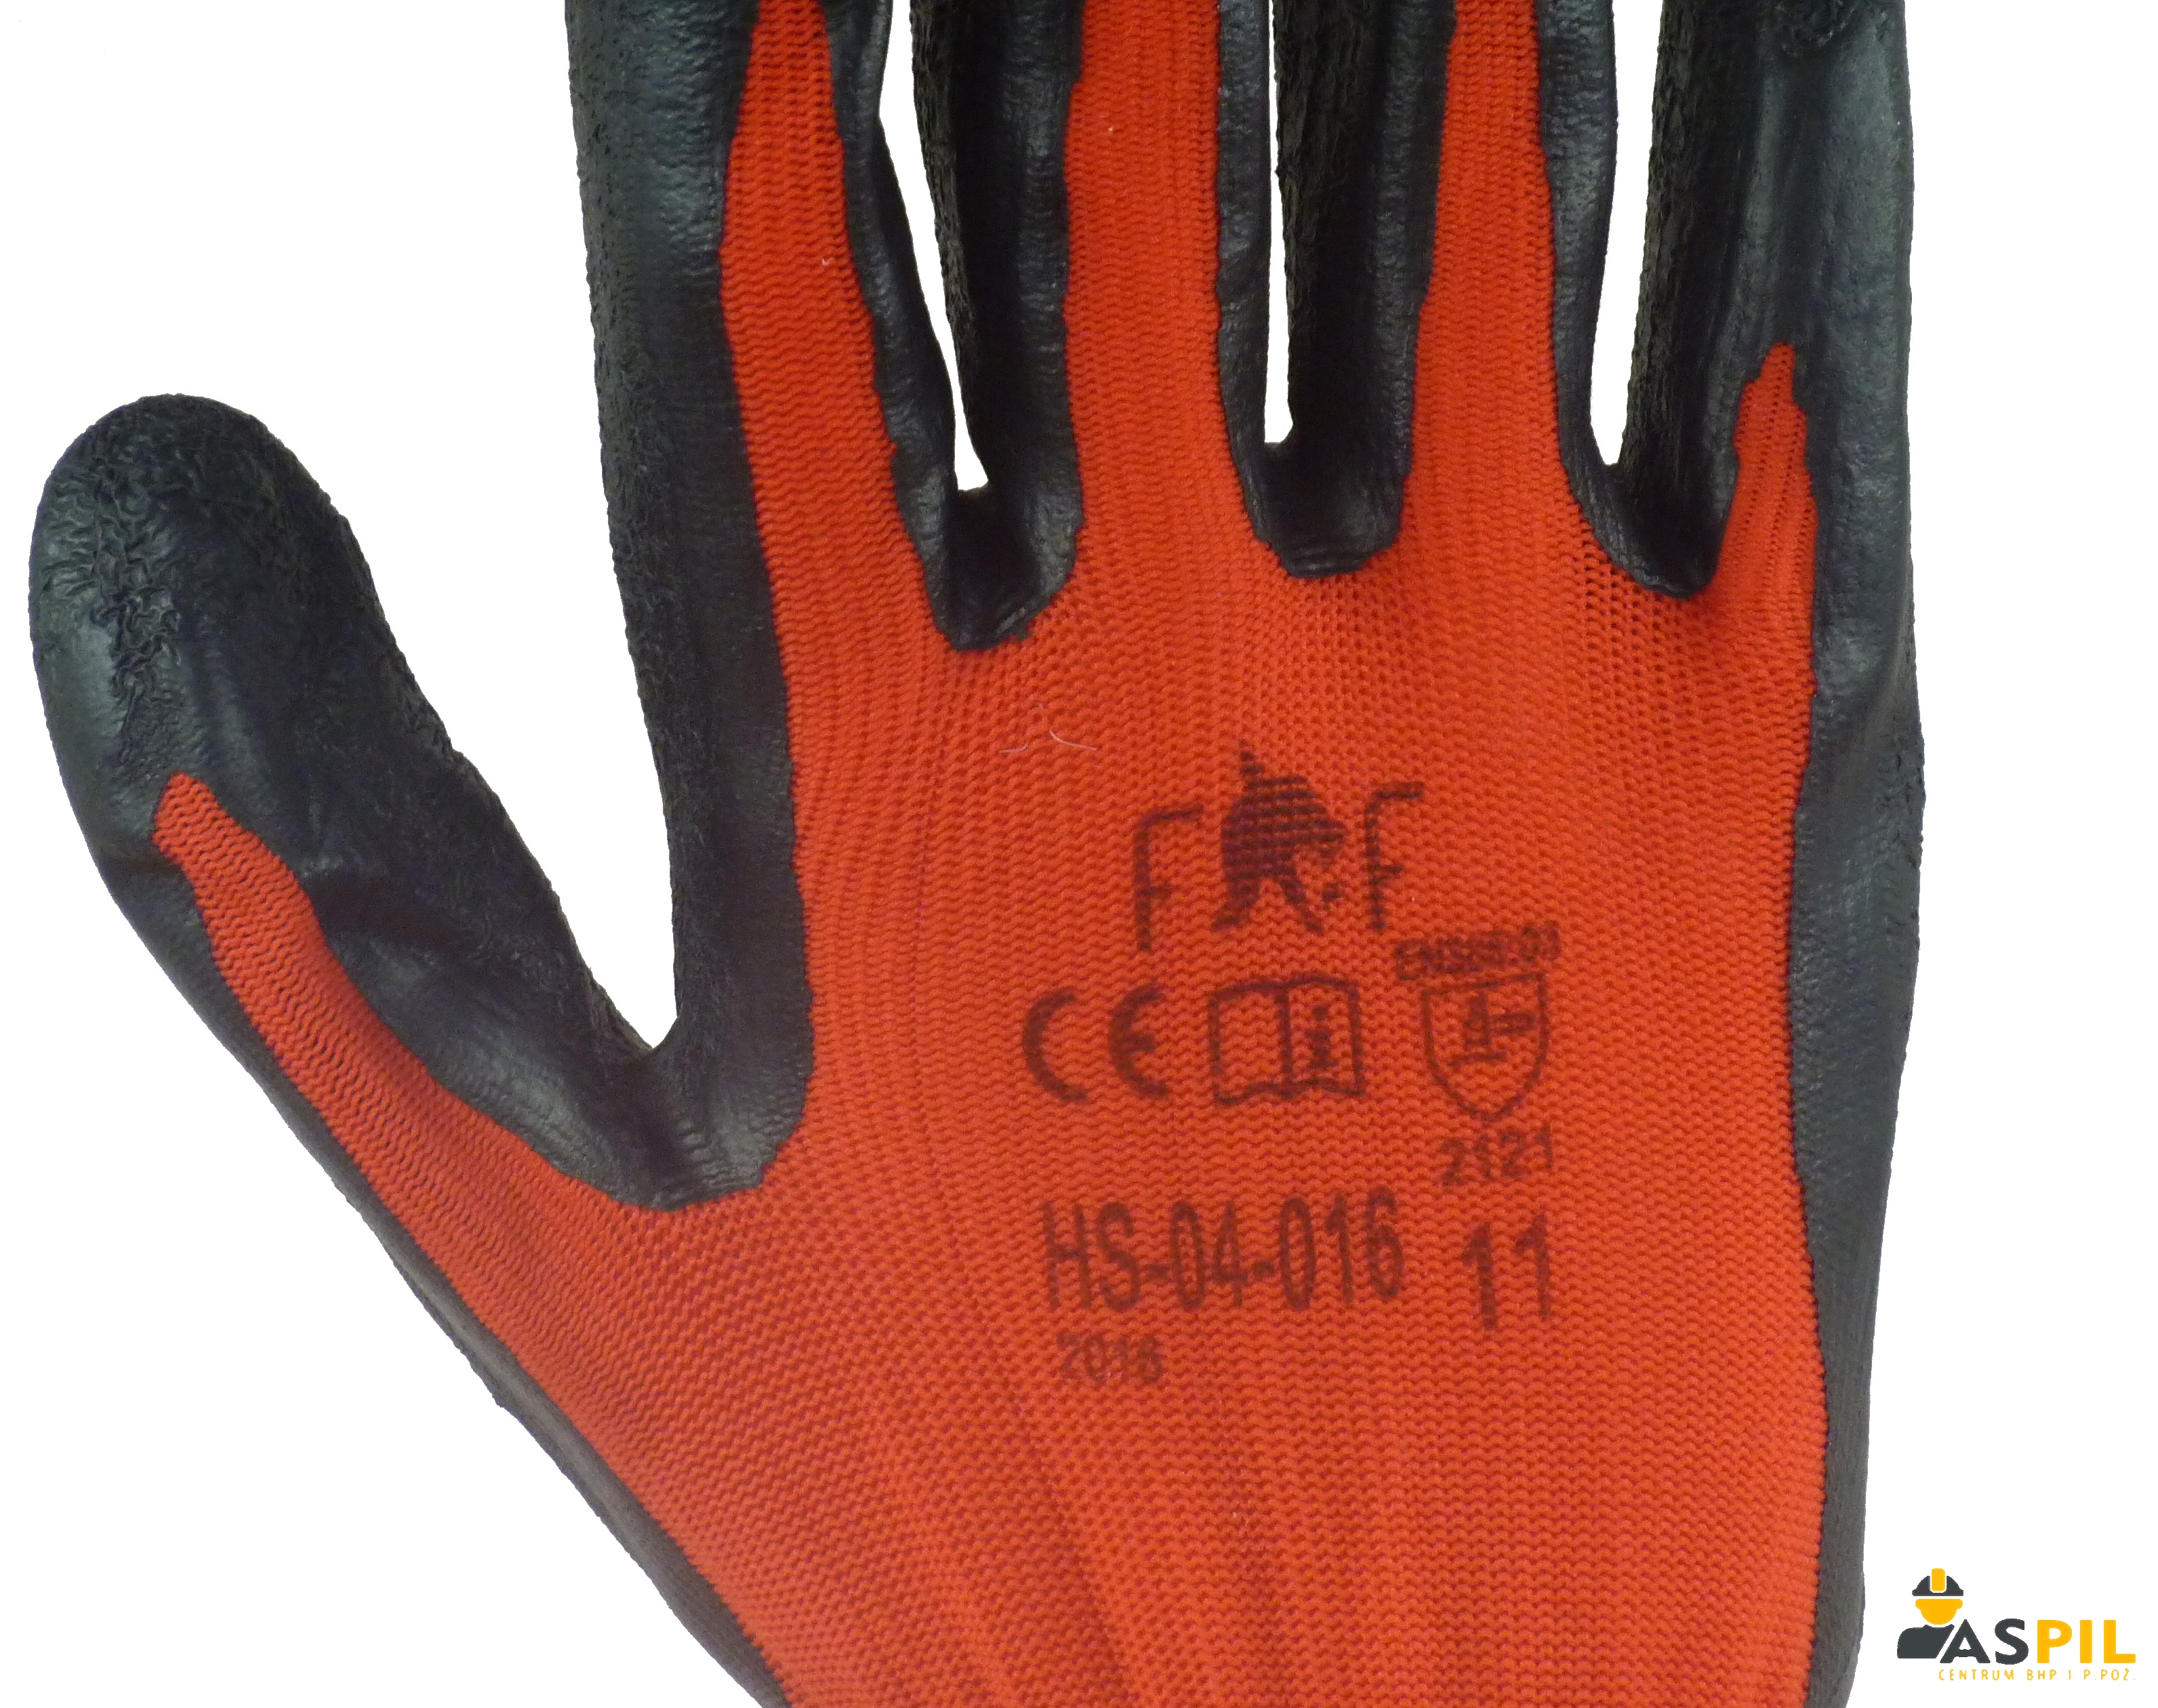 F F
EN388:03
CE i
2121
HS-04-016 11
2016
ASPIL
CENTRUM BHP I P.POŻ.